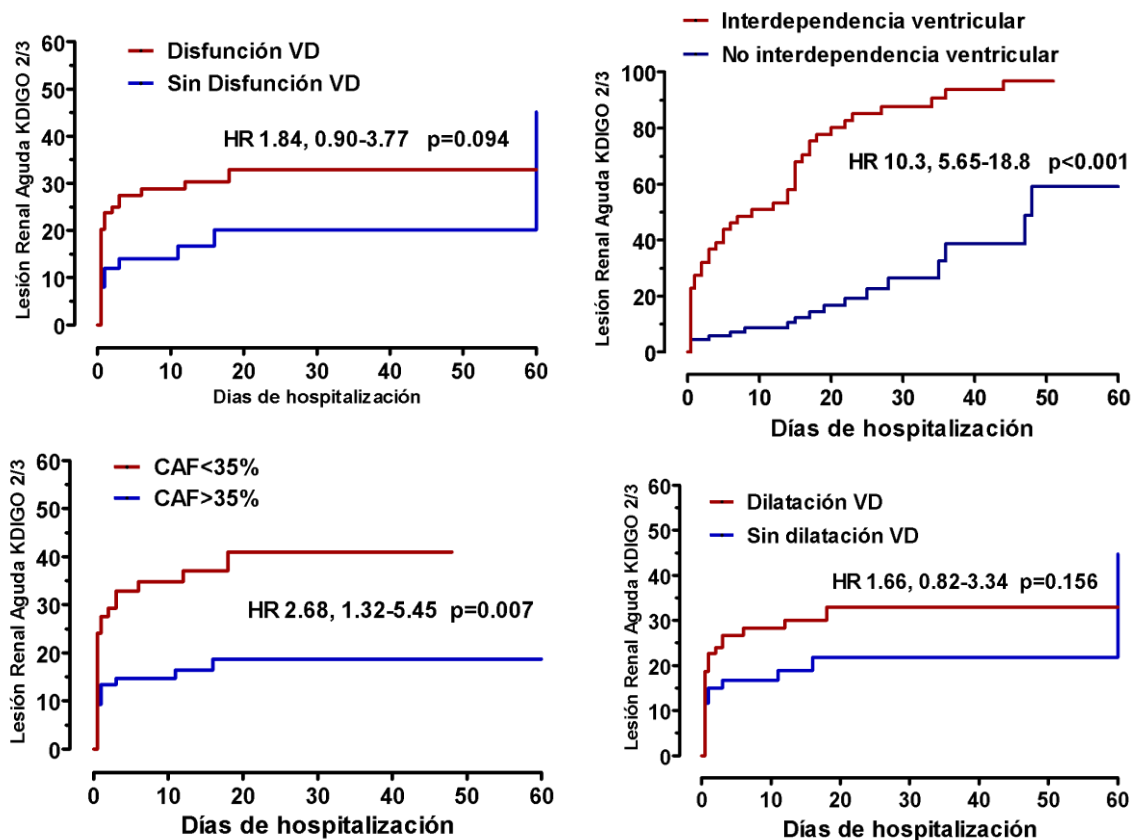 Disfunción VD
Sin Disfunción VD
HR 1.84, 0.90-3.77 p=0.094
Lesión Renal Aguda KDIGO 2/3
60
50
40
30
20
10
0
0 10 20 30 40 50 60
Dias de hospitalización
Interdependencia ventricular
No interdependencia ventricular
HR 10.3, 5.65-18.8 p<0.001
Lesión Renal Aguda KDIGO 2/3
100
80
60
40
20
0
0 10 20 30 40 50 60
Días de hospitalización
CAF<35%
CAF>35%
HR 2.68, 1.32-5.45 p=0.007
Lesión Renal Aguda KDIGO 2/3
60
50
40
30
20
10
0
0 10 20 30 40 50 60
Días de hospitalización
Dilatación VD
Sin dilatación VD
HR 1.66, 0.82-3.34 p=0.156
Lesión Renal Aguda KDIGO 2/3
60
50
40
30
20
10
0
0 10 20 30 40 50 60
Días de hospitalización